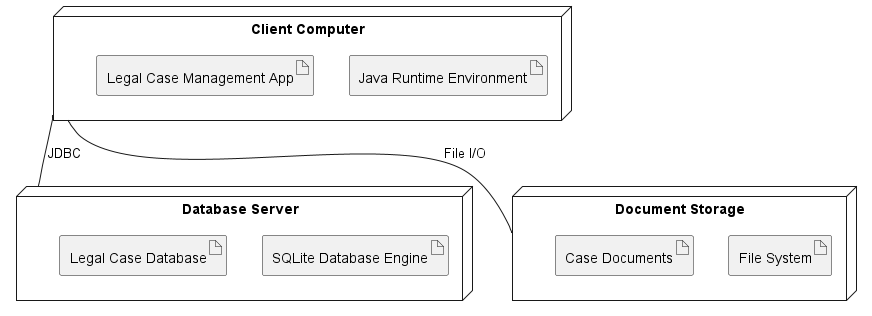 Client Computer
Legal Case Management App
Java Runtime Environment
JDBC
File I/O
Database Server
Document Storage
Legal Case Database
SQLite Database Engine
Case Documents
File System